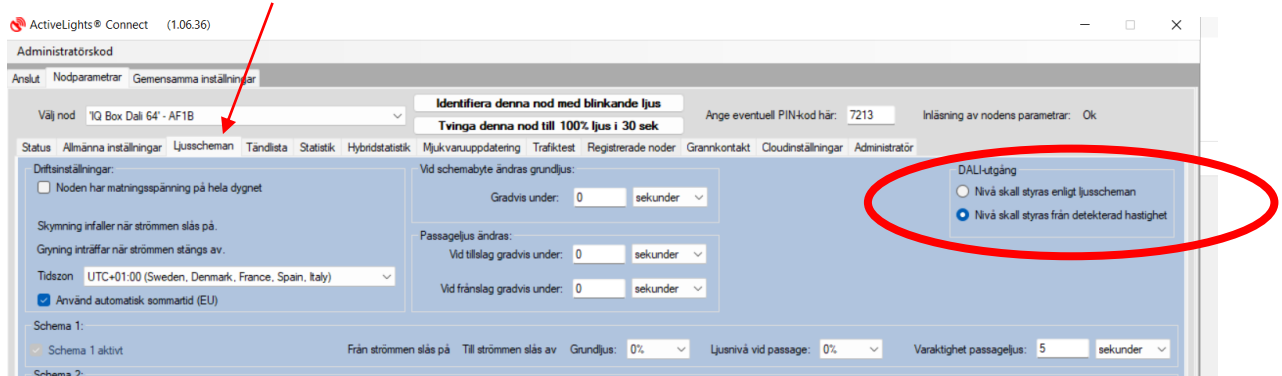 ActiveLights® Connect (1.06.36)
Administratörskod
Anslut Nodparametrar Gemensamma inställningar
Välj nod 'IQ Box Dali 64' - AF1B
Identifiera denna nod med blinkande ljus
Tvinga denna nod till 100% ljus i 30 sek
Ange eventuell PIN-kod här: 7213
Inläsning av nodens parametrar: Ok
Status Allmänna inställningar Ljusscheman Tändlista Statistik Hybridstatistik Mjukvaruuppdatering Trafiktest Registrerade noder Grannkontakt Cloudinställningar Administratör
Driftsinställningar:
Noden har matningsspänning på hela dygnet
Skymning infaller när strömmen slås på.
Gryning inträffar när strömmen stängs av.
Tidszon UTC+01:00 (Sweden, Denmark, France, Spain, Italy)
Använd automatisk sommartid (EU)
Vid schemabyte ändras grundljus:
Gradvis under: 0 sekunder
Passageljus ändras:
Vid tillslag gradvis under: 0 sekunder
Vid frånslag gradvis under: 0 sekunder
DALI-utgång
Nivå skall styras enligt ljusscheman
Nivå skall styras från detekterad hastighet
Schema 1:
Schema 1 aktivt Från strömmen slås på Till strömmen slås av Grundljus: 0% Ljusnivå vid passage: 0% Varaktighet passageljus: 5 sekunder
Schema 2: